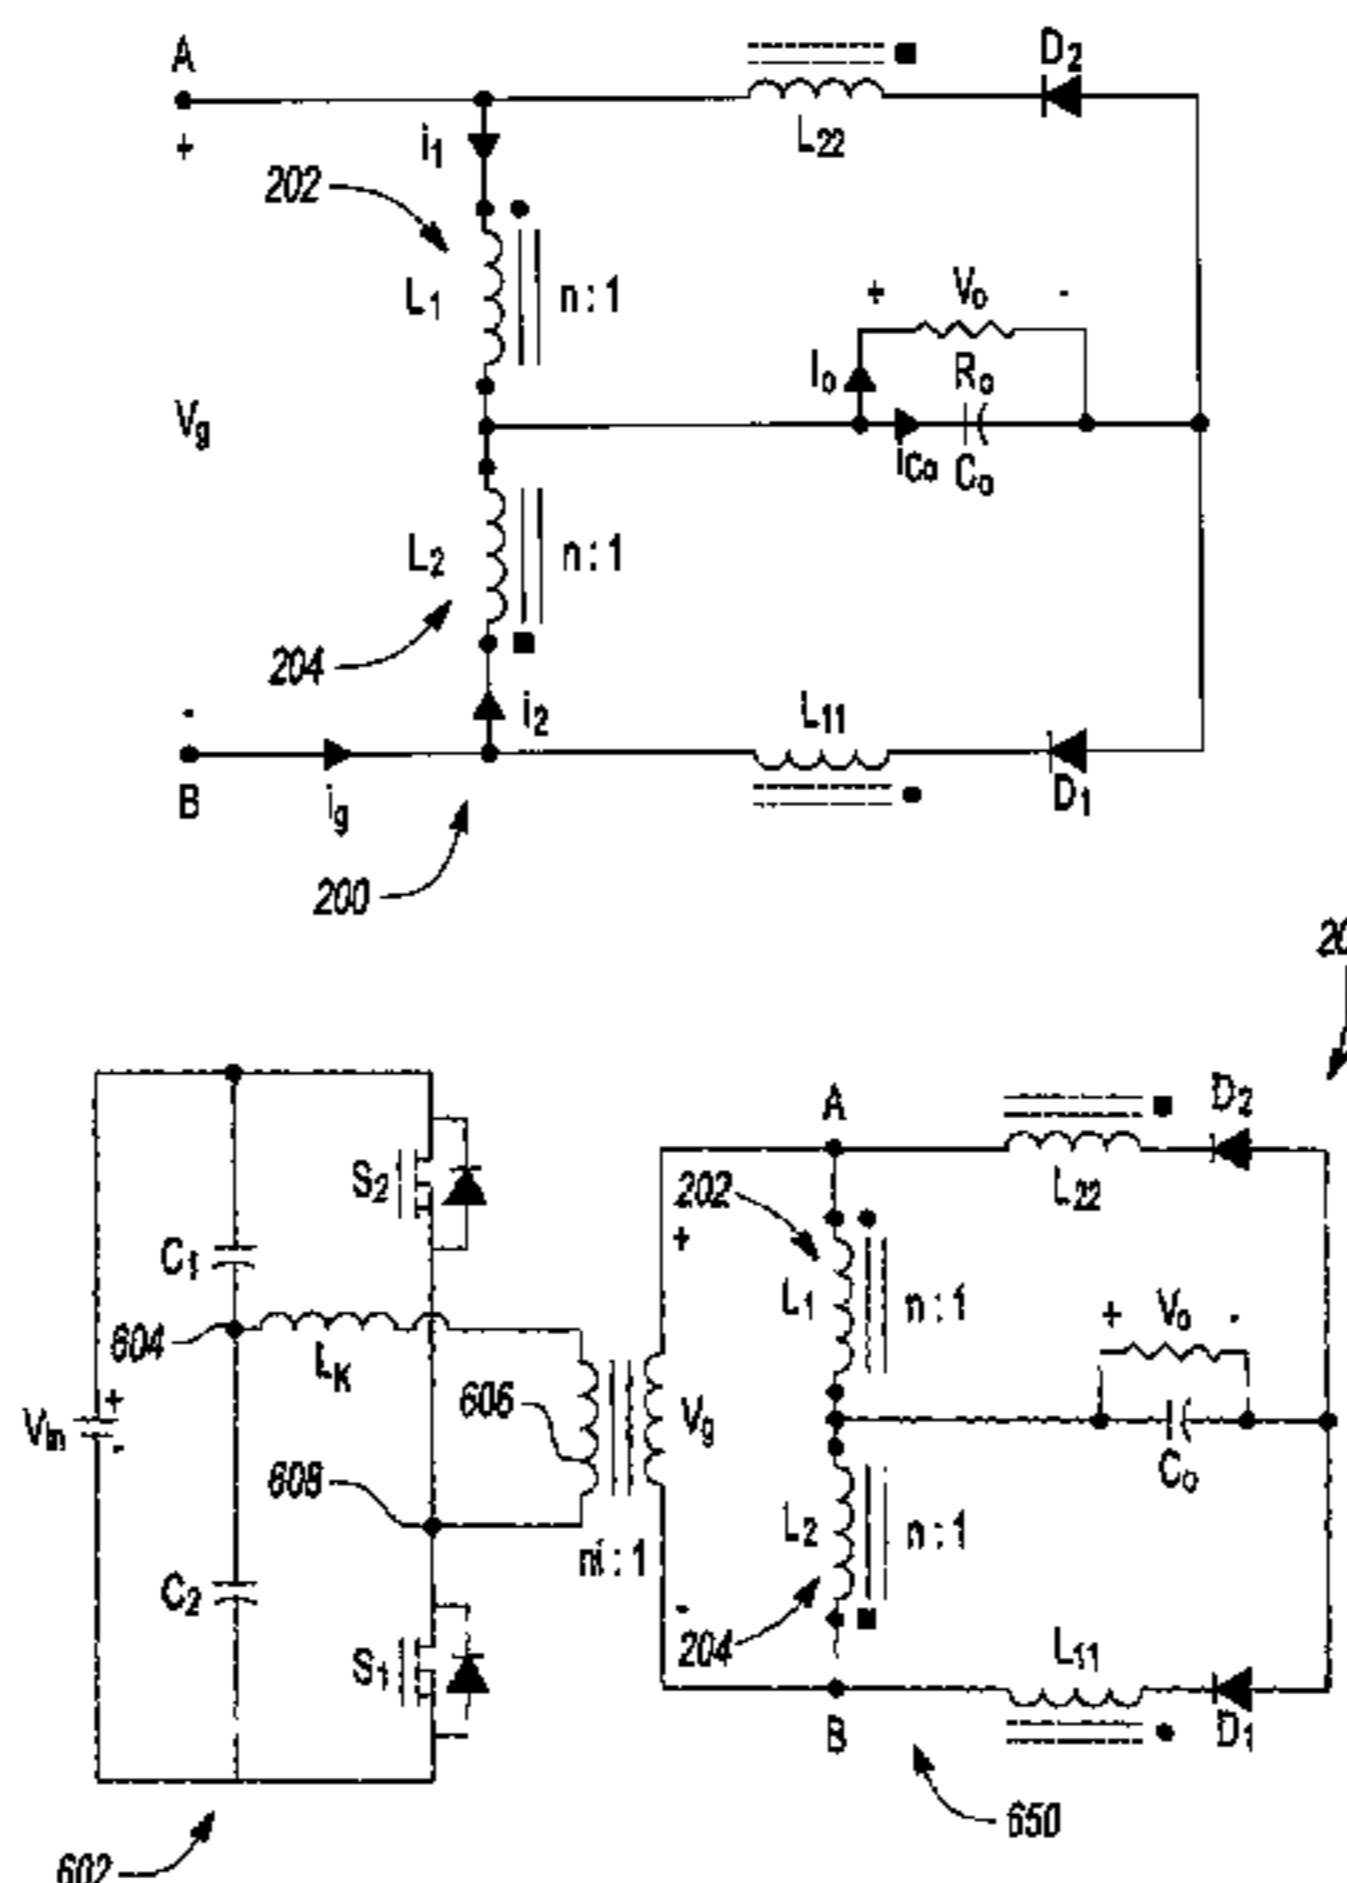 A
+
i1
202
L1
n:1
L22
D2
+ Vo -
Io
Ro
iCo
Co
Vg
L2
n:1
204
i2
-
B
ig
200
L11
D1
S2
C1
604
LK
Vin
+
-
606
608
ni:1
C2
S1
602
A
202
+
L1
n:1
Vg
L2
n:1
-
204
B
L22
D2
+ Vo -
Co
L11
D1
650